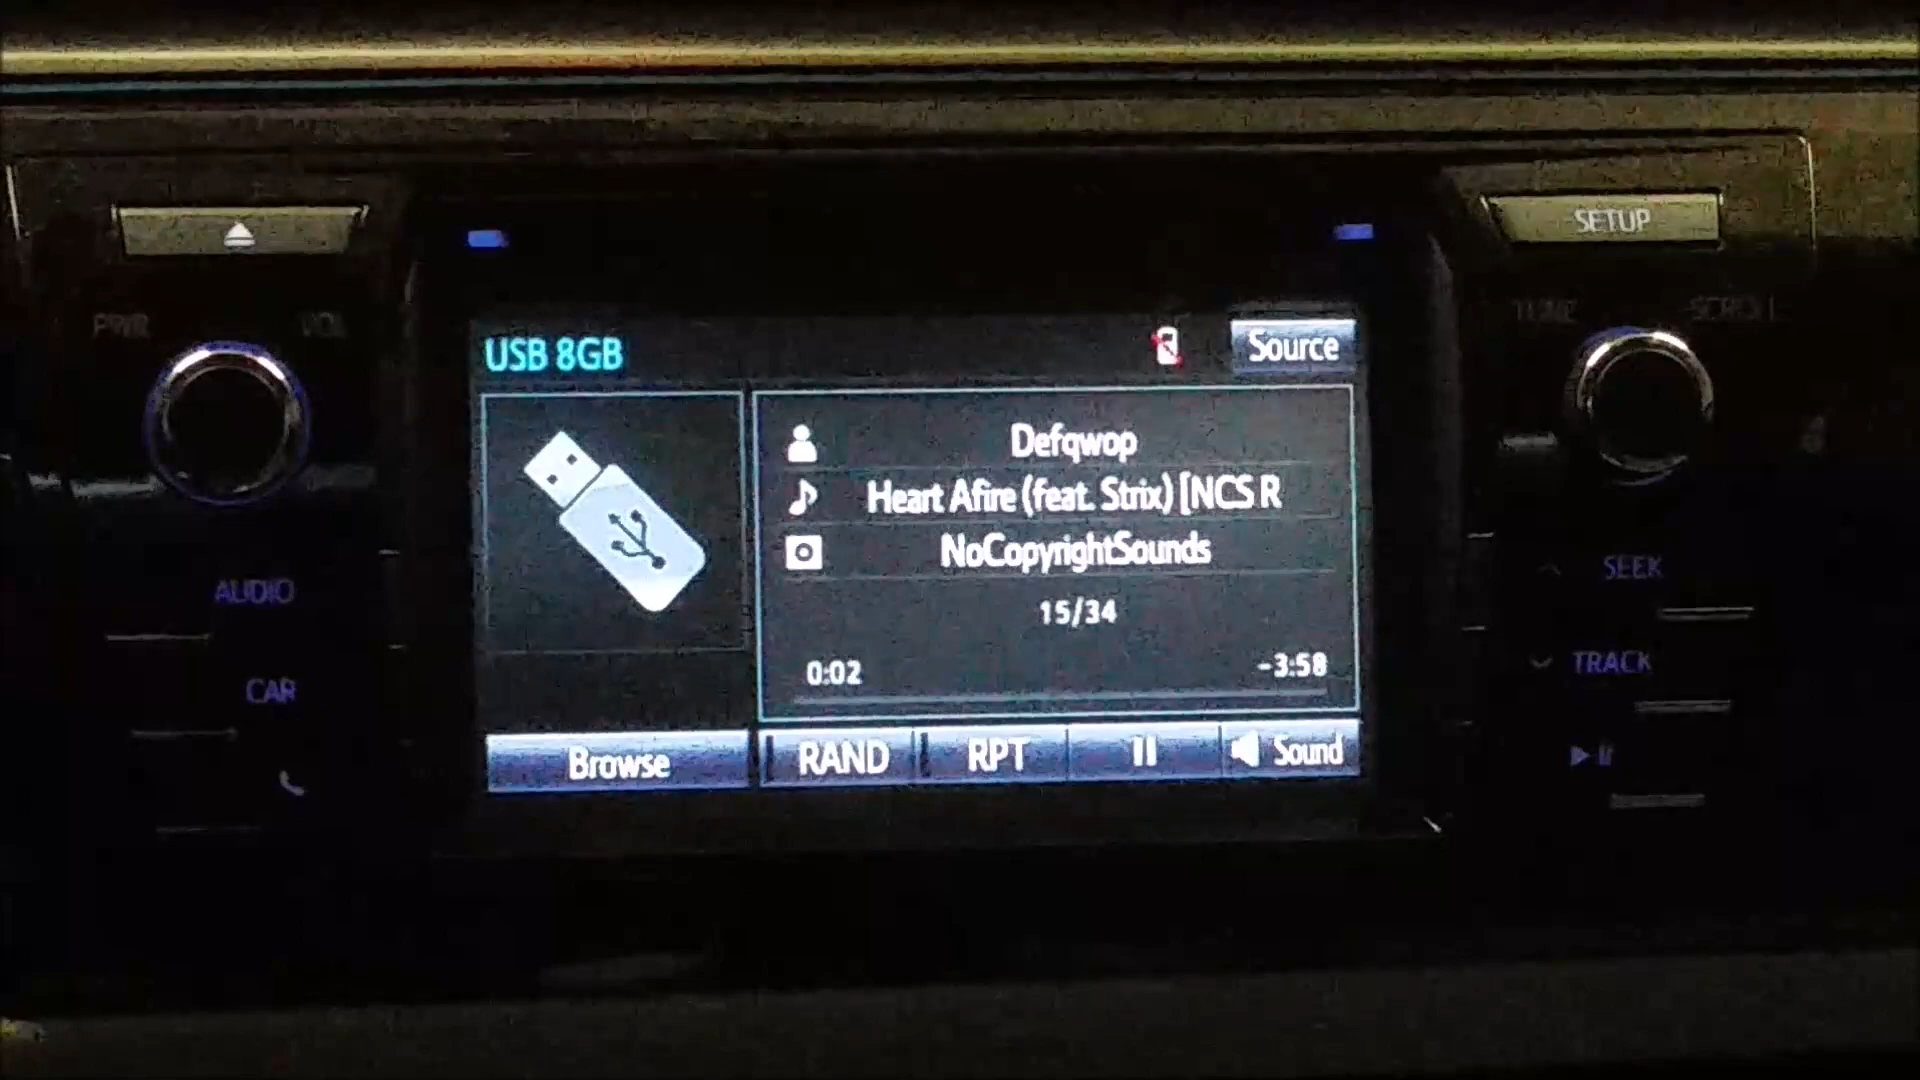 SETUP
PWR VOL
TUNE SCROLL
USB 8GB
Source
Defqwop
Heart Afire (feat. Strix) [NCS R
NoCopyrightSounds
15/34
0:02 -3:58
Browse RAND RPT Sound
AUDIO
CAR
SEEK
TRACK